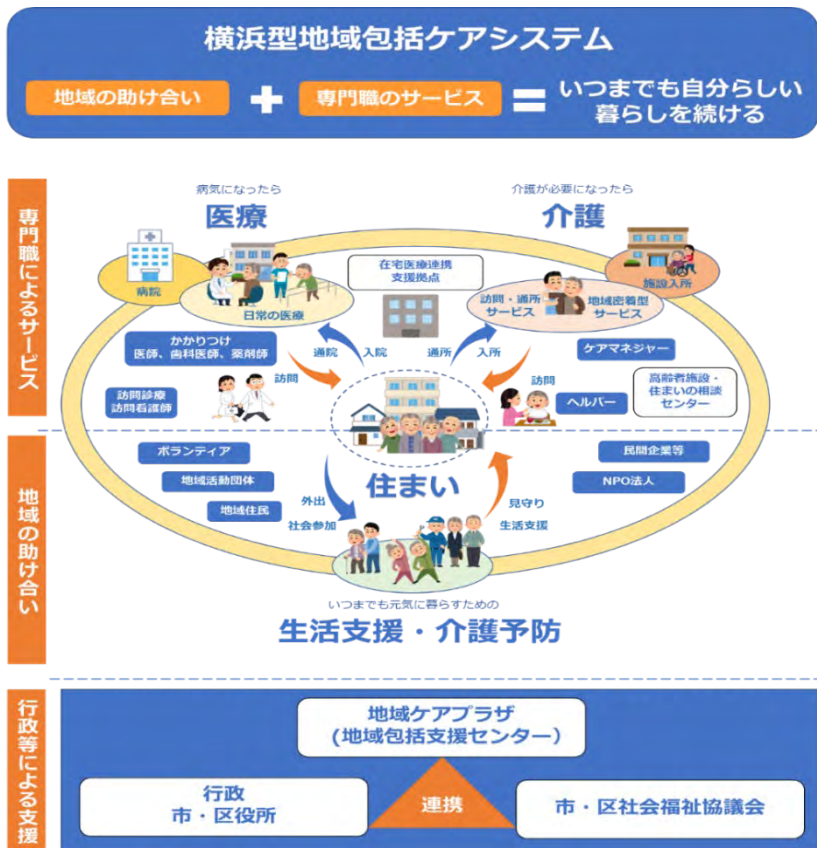 横浜型地域包括ケアシステム
地域の助け合い
+
専門職のサービス
=
いつまでも自分らしい
暮らしを続ける
専門職によるサービス
病気になったら
医療
介護が必要になったら
介護
病院
日常の医療
在宅医療連携
支援拠点
訪問・通所
サービス
地域密着型
サービス
施設入所
かかりつけ
医師、歯科医師、薬剤師
通院
入院
通所
入所
ケアマネジャー
訪問
訪問
訪問診療
訪問看護師
ヘルパー
高齢者施設・
住まいの相談
センター
地域の助け合い
ボランティア
地域活動団体
地域住民
住まい
民間企業等
NPO法人
外出
社会参加
見守り
生活支援
いつまでも元気に暮らすための
生活支援・介護予防
行政等による支援
地域ケアプラザ
(地域包括支援センター)
行政
市・区役所
連携
市・区社会福祉協議会